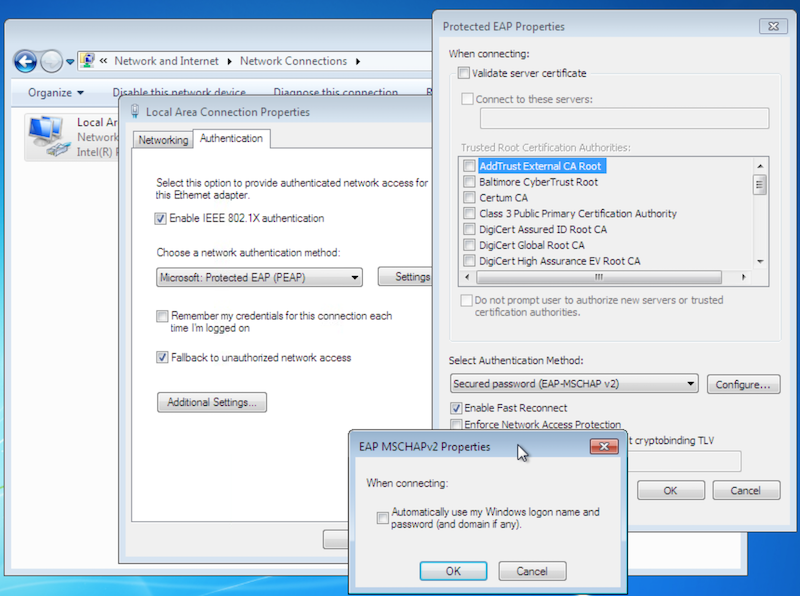 « Network and Internet ▸ Network Connections ▸
Organize ▾ Disable this network device Diagnose this connection
Local Ar
Network
Intel(R)
Local Area Connection Properties
Networking
Authentication
Select this option to provide authenticated network access for
this Ethernet adapter.
Enable IEEE 802.1X authentication
Choose a network authentication method:
Microsoft: Protected EAP (PEAP)
Settings
Remember my credentials for this connection each
time I'm logged on
Fallback to unauthorized network access
Additional Settings...
Protected EAP Properties
When connecting:
Validate server certificate
Connect to these servers:
Trusted Root Certification Authorities:
AddTrust External CA Root
Baltimore CyberTrust Root
Certum CA
Class 3 Public Primary Certification Authority
DigiCert Assured ID Root CA
DigiCert Global Root CA
DigiCert High Assurance EV Root CA
Do not prompt user to authorize new servers or trusted
certification authorities.
Select Authentication Method:
Secured password (EAP-MSCHAP v2)
Configure...
Enable Fast Reconnect
Enforce Network Access Protection
t cryptobinding TLV
OK
Cancel
EAP MSCHAPv2 Properties
When connecting:
Automatically use my Windows logon name and
password (and domain if any).
OK
Cancel